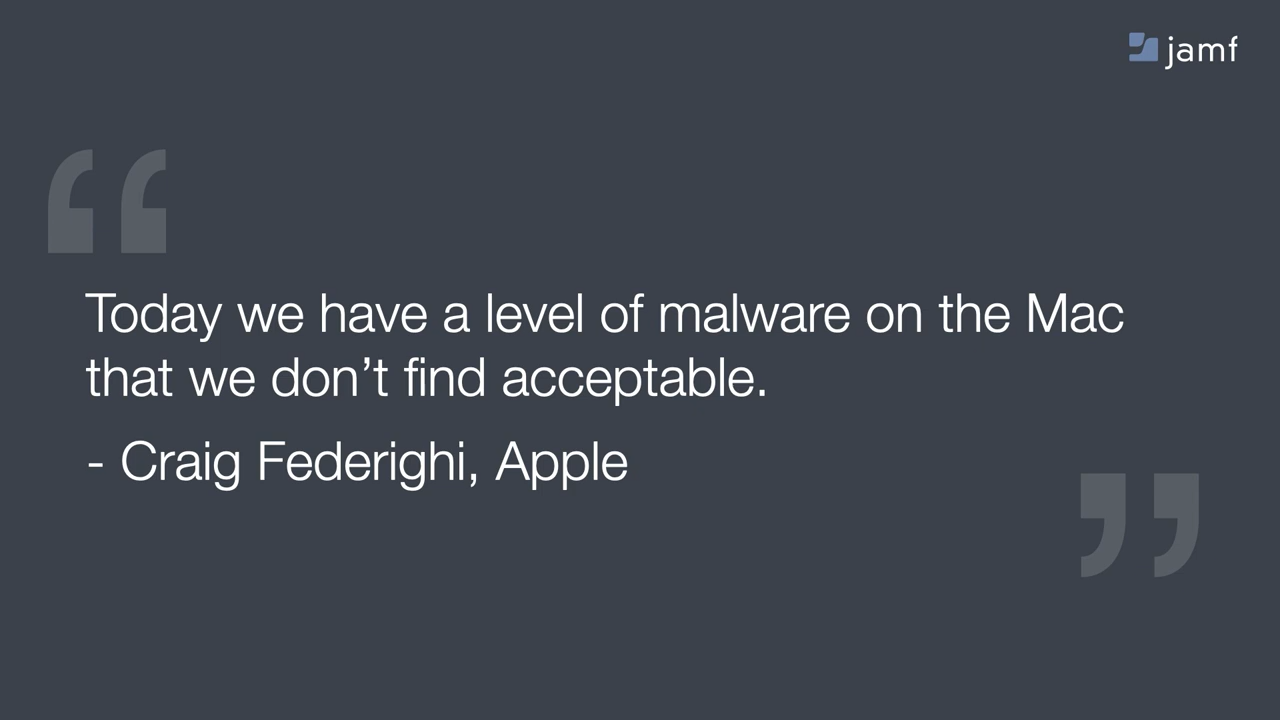 jamf
“
Today we have a level of malware on the Mac
that we don’t find acceptable.
- Craig Federighi, Apple
”